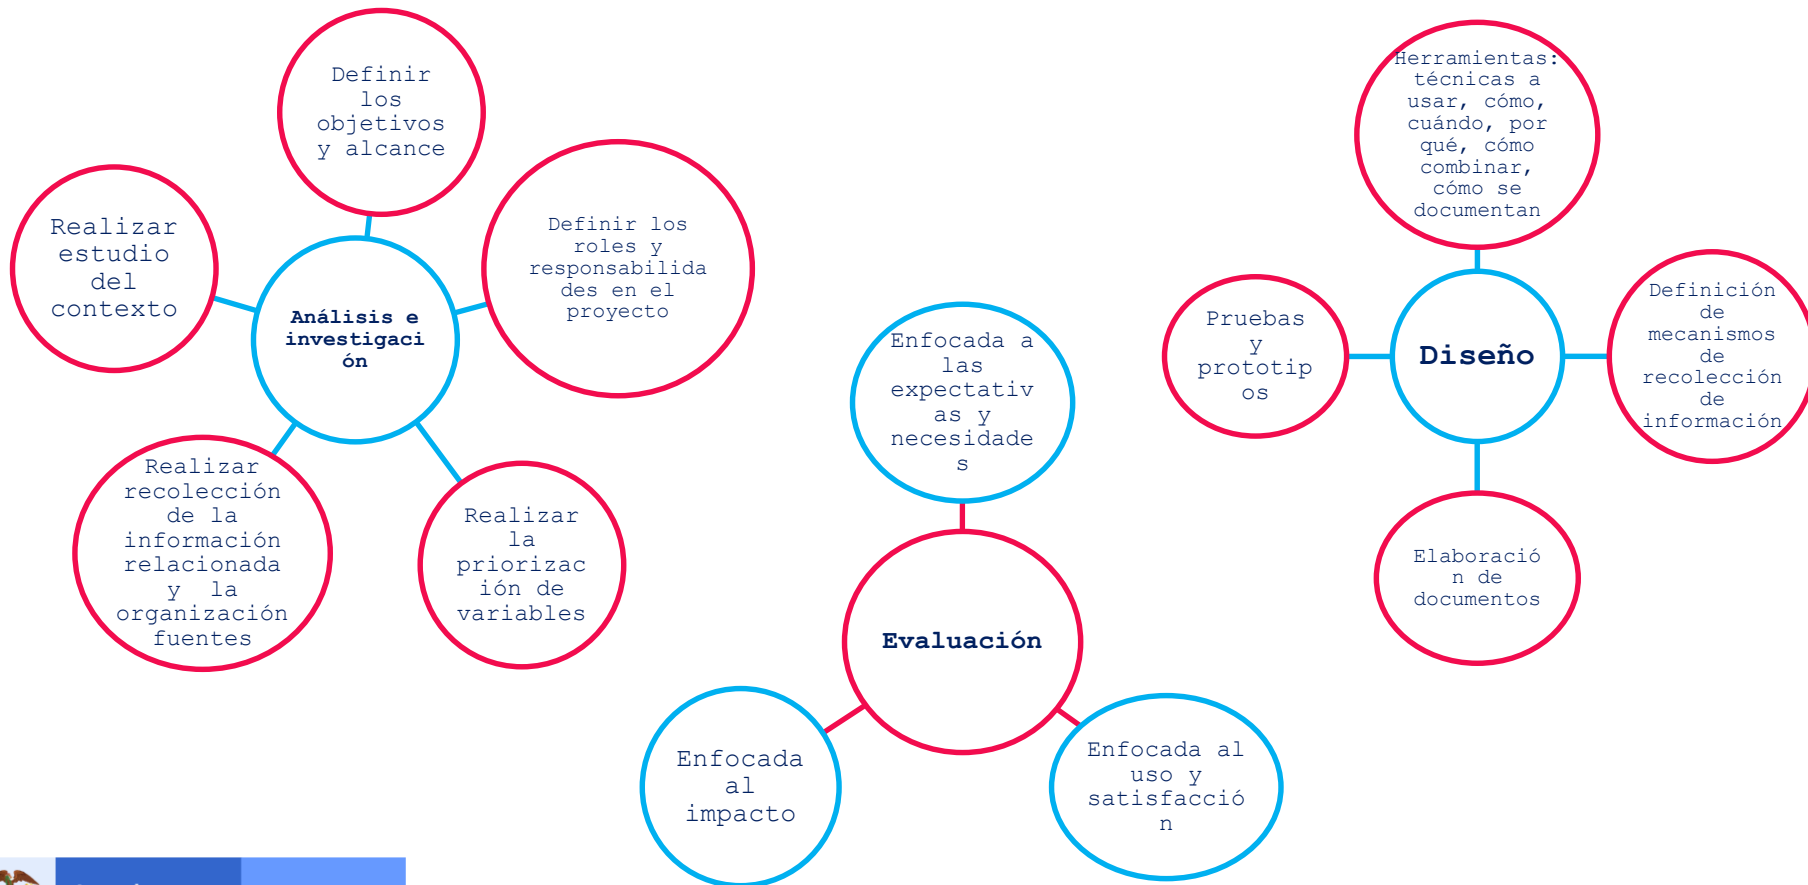 Definir
los
objetivos
y alcance
Realizar
estudio
del
contexto
Definir los
roles y
responsabilida
des en el
proyecto
Análisis e
investigaci
ón
Realizar
recolección
de la
información
relacionada
y la
organización
fuentes
Realizar
la
priorizac
ión de
variables
Enfocada a
las
expectativ
as y
necesidade
s
Evaluación
Enfocada
al
impacto
Enfocada al
uso y
satisfacció
n
Herramientas:
técnicas a
usar, cómo,
cuándo, por
qué, cómo
combinar,
cómo se
documentan
Pruebas
y
prototip
os
Diseño
Definición
de
mecanismos
de
recolección
de
información
Elaboració
n de
documentos